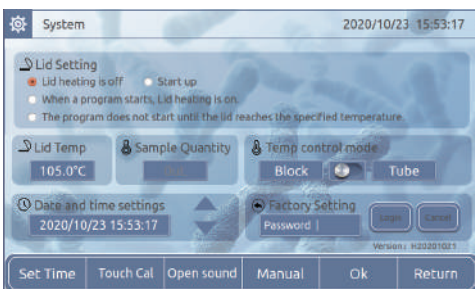 System 2020/10/23 15:53:17
Lid Setting
Lid heating is off Start up
When a program starts, Lid heating is on.
The program does not start until the lid reaches the specified temperature.
Lid Temp Sample Quantity Temp control mode
105.0°C Block Tube
Date and time settings Factory Setting
2020/10/23 15:53:17 Password Login Cancel
Version: H20201021
Set Time Touch Cal Open sound Manual Ok Return